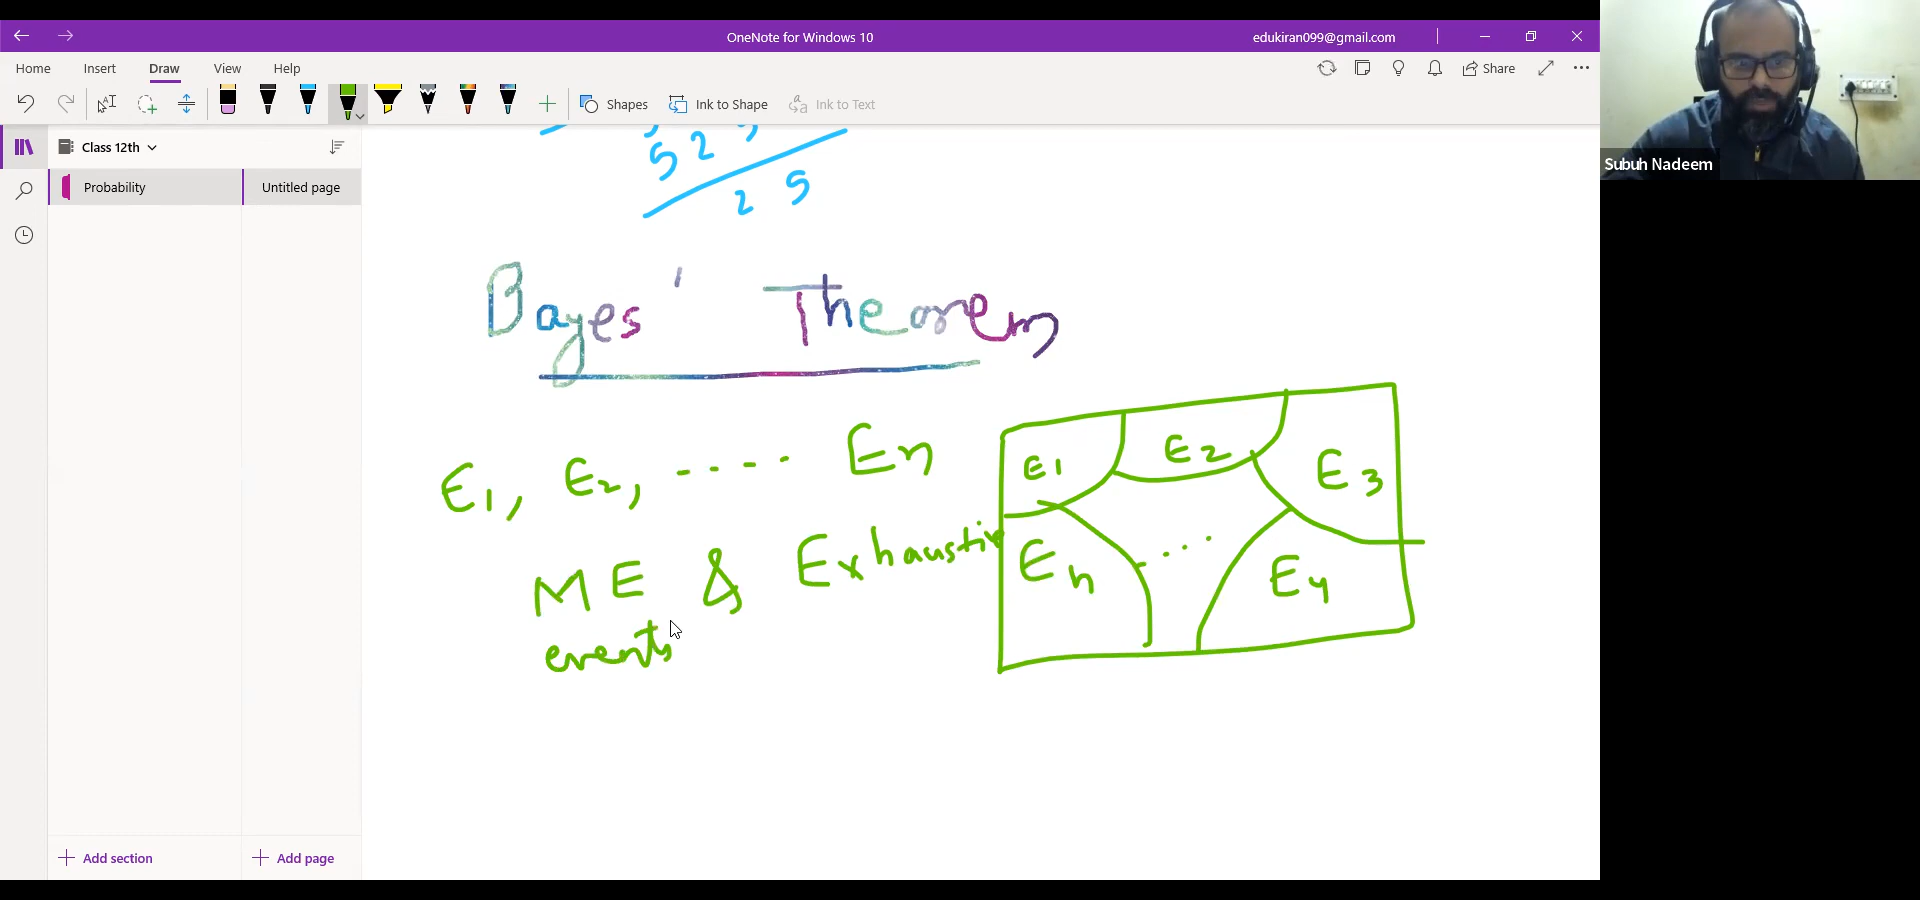 OneNote for Windows 10
edukiran099@gmail.com
Home Insert Draw View Help
Share
Shapes
Ink to Shape
Ink to Text
Class 12th
Probability
Untitled page
Subuh Nadeem
5 2
2 5
Bayes' Theorem
E1, E2, ---- En
ME & Exhaustiv
events
E1 E2 E3
En ... E4
Add section
Add page